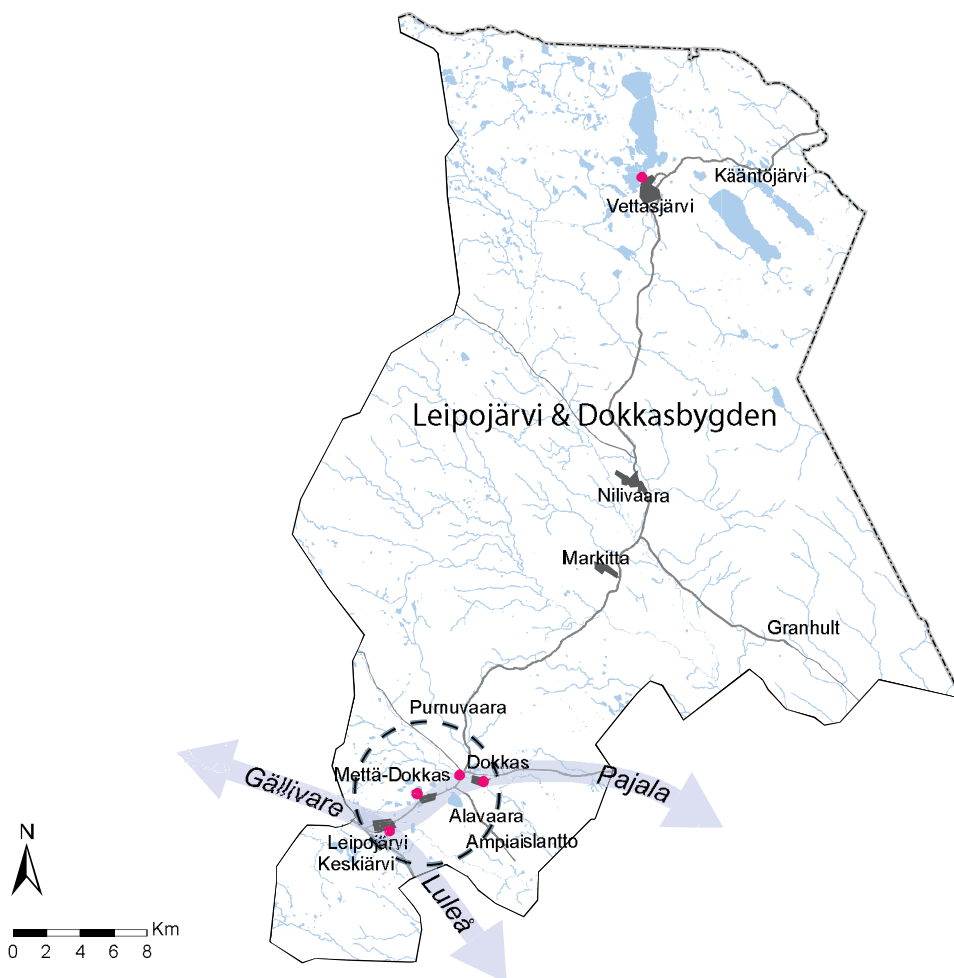 Kääntöjärvi
Vettasjärvi
Leipojärvi & Dokkasbygden
Nilivaara
Markitta
Granhult
Purnuvaara
Dokkas
Mettä-Dokkas
Gällivare
Pajala
Alavaara
Ampiaislantto
Leipojärvi
Keskiärvi
Luleå
N
Km
0 2 4 6 8